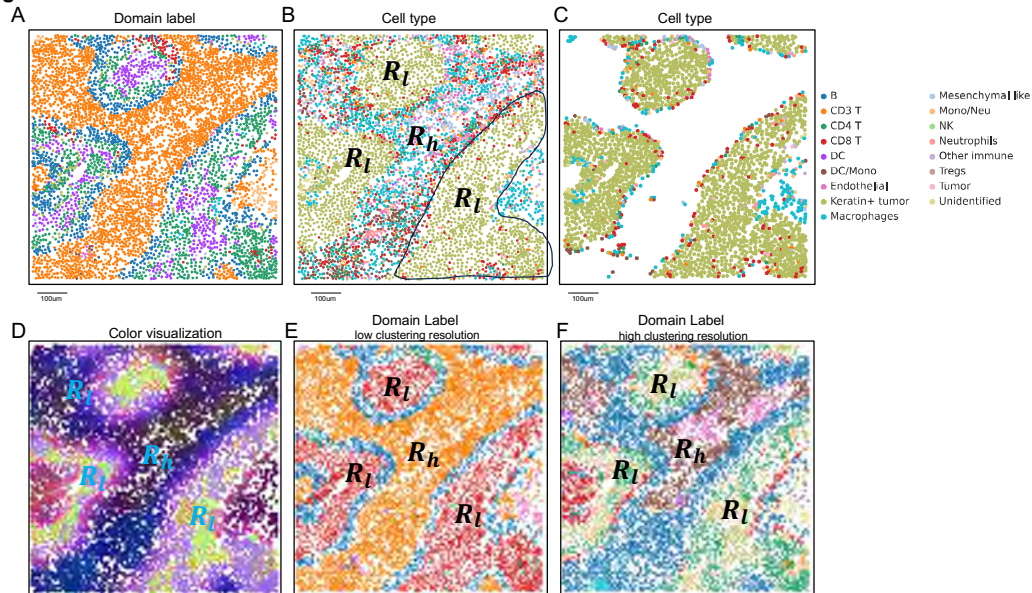 A
Domain label
B
Cell type
C
Cell type
R_l
R_h
R_l
R_l
B
CD3 T
CD4 T
CD8 T
DC
DC/Mono
Endothelial
Keratin+ tumor
Macrophages
Mesenchymal like
Mono/Neu
NK
Neutrophils
Other immune
Tregs
Tumor
Unidentified
100um
100um
100um
D
Color visualization
E
Domain Label
low clustering resolution
F
Domain Label
high clustering resolution
R_l
R_h
R_l
R_l
R_l
R_h
R_l
R_l
R_l
R_h
R_l
R_l